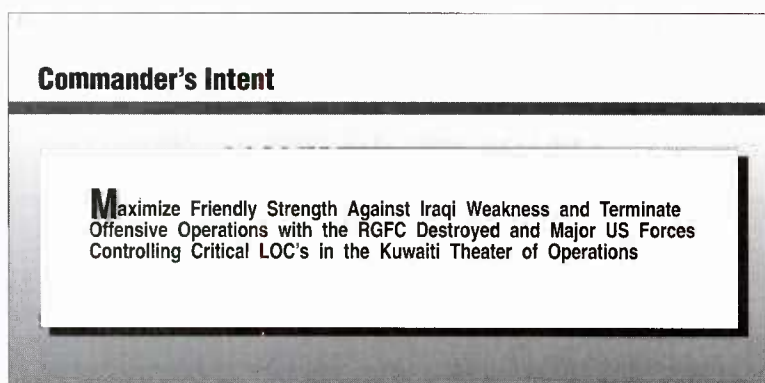 Commander's Intent
Maximize Friendly Strength Against Iraqi Weakness and Terminate
Offensive Operations with the RGFC Destroyed and Major US Forces
Controlling Critical LOC's in the Kuwaiti Theater of Operations